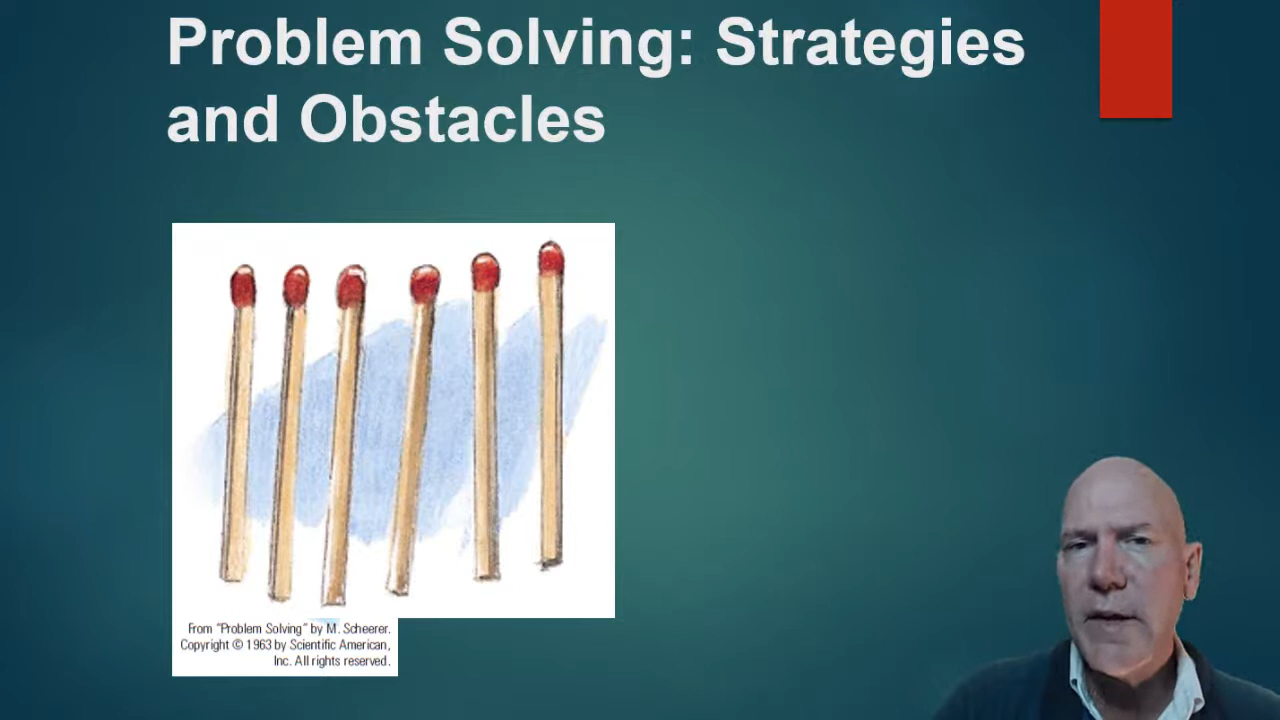 Problem Solving: Strategies
and Obstacles
From "Problem Solving" by M. Scheerer.
Copyright © 1963 by Scientific American,
Inc. All rights reserved.